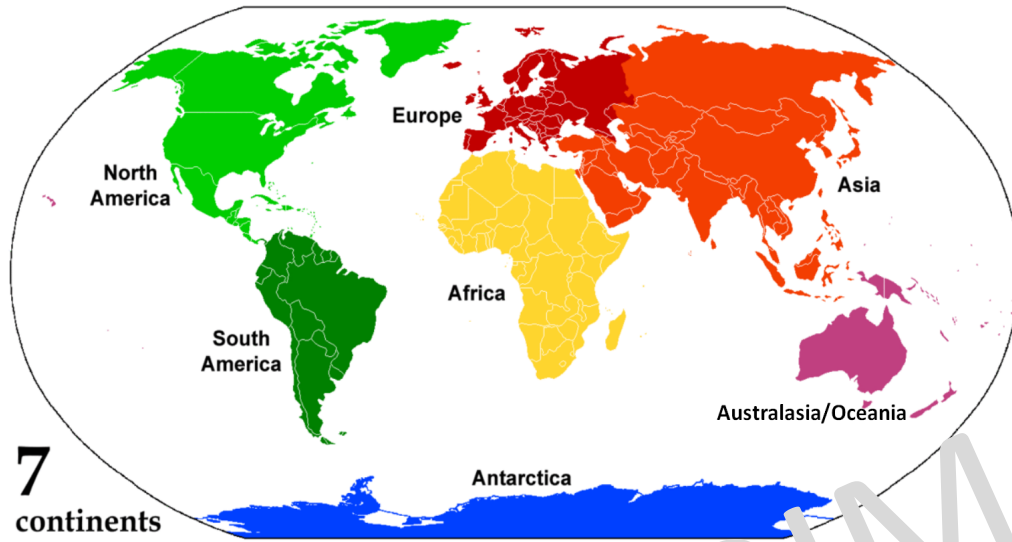 Europe
North
America
Asia
Africa
South
America
Australasia/Oceania
Antarctica
7
continents